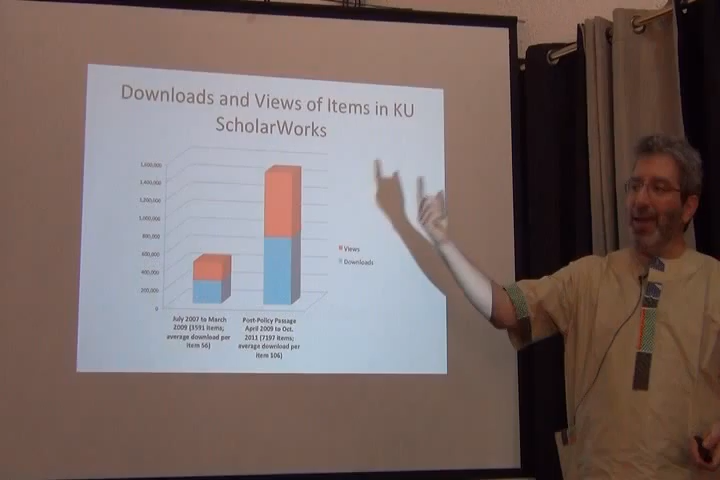 Downloads and Views of Items in KU
ScholarWorks
1,600,000
1,400,000
1,200,000
1,000,000
800,000
600,000
400,000
200,000
0
Views
Downloads
July 2007 to March
2009 (3591 items;
average download per
item 56)
Post-Policy Passage
April 2009 to Oct.
2011 (7197 items;
average download per
item 106)